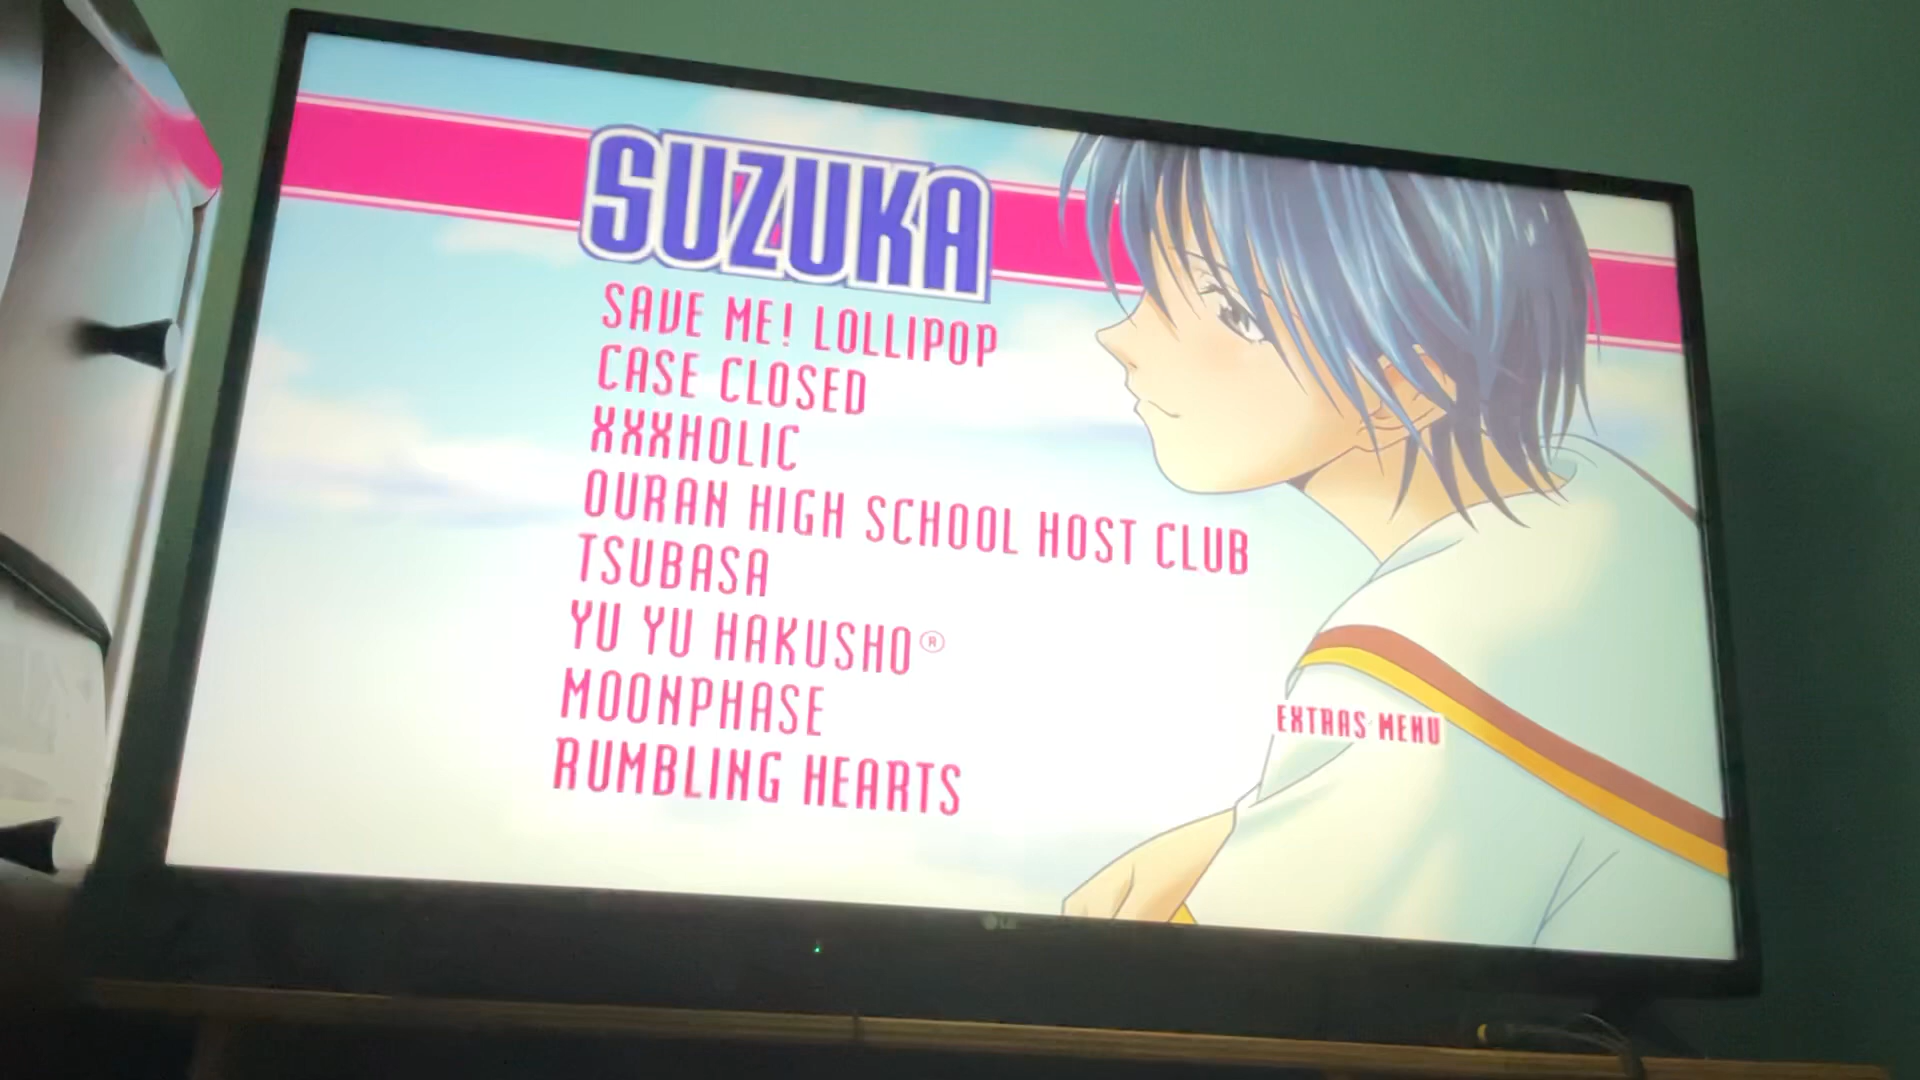 SUZUKA
SAVE ME! LOLLIPOP
CASE CLOSED
XXXHOLIC
OURAN HIGH SCHOOL HOST CLUB
TSUBASA
YU YU HAKUSHO®
MOONPHASE
RUMBLING HEARTS
EXTRAS MENU
LG